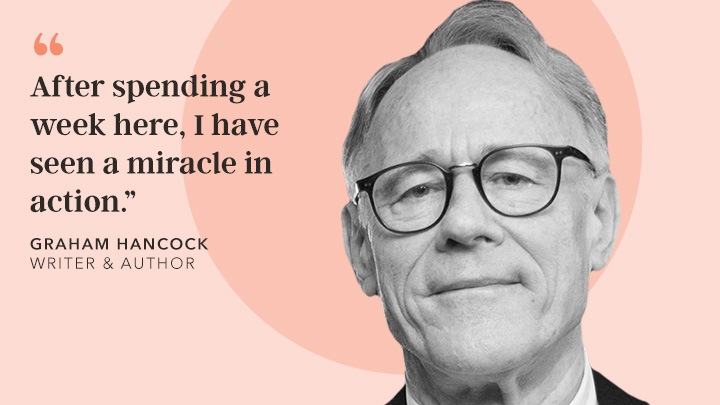 “
After spending a
week here, I have
seen a miracle in
action.”
GRAHAM HANCOCK
WRITER & AUTHOR